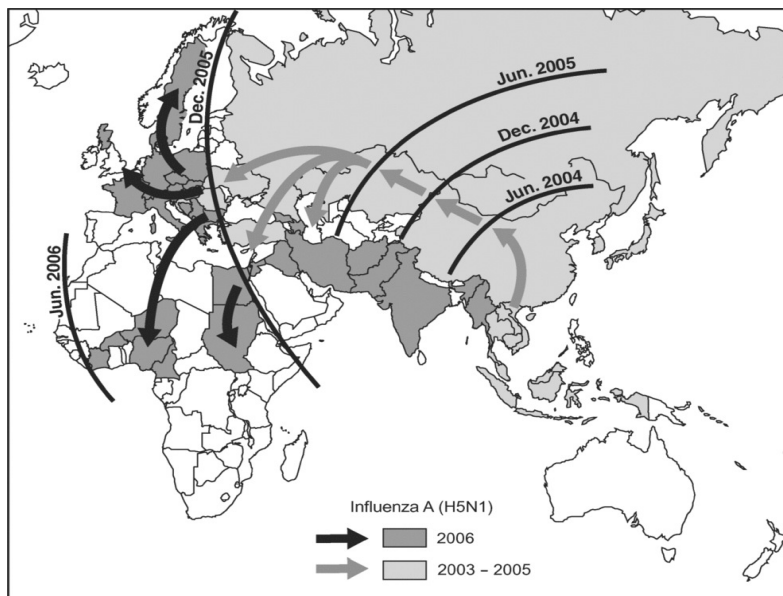 Dec. 2005
Jun. 2005
Dec. 2004
Jun. 2004
Jun. 2006
Influenza A (H5N1)
2006
2003 – 2005